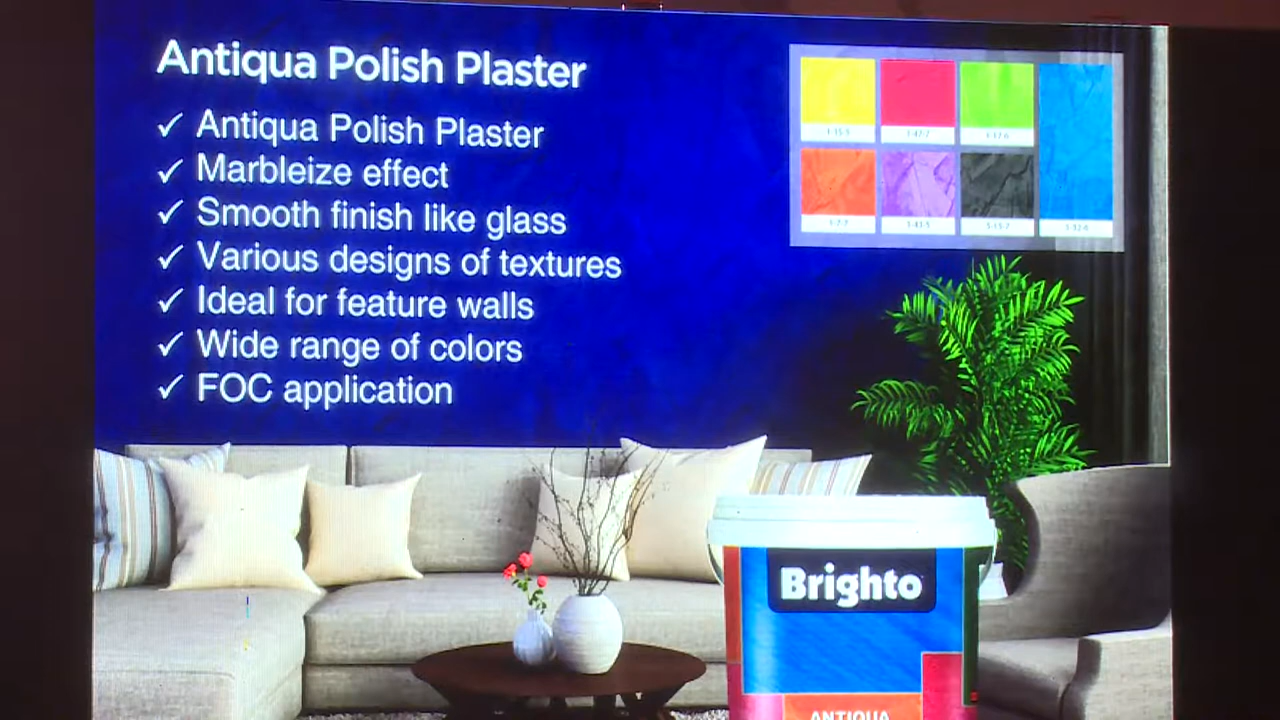 Antiqua Polish Plaster
✓ Antiqua Polish Plaster
✓ Marbleize effect
✓ Smooth finish like glass
✓ Various designs of textures
✓ Ideal for feature walls
✓ Wide range of colors
✓ FOC application
Brighto
ANTIQUA